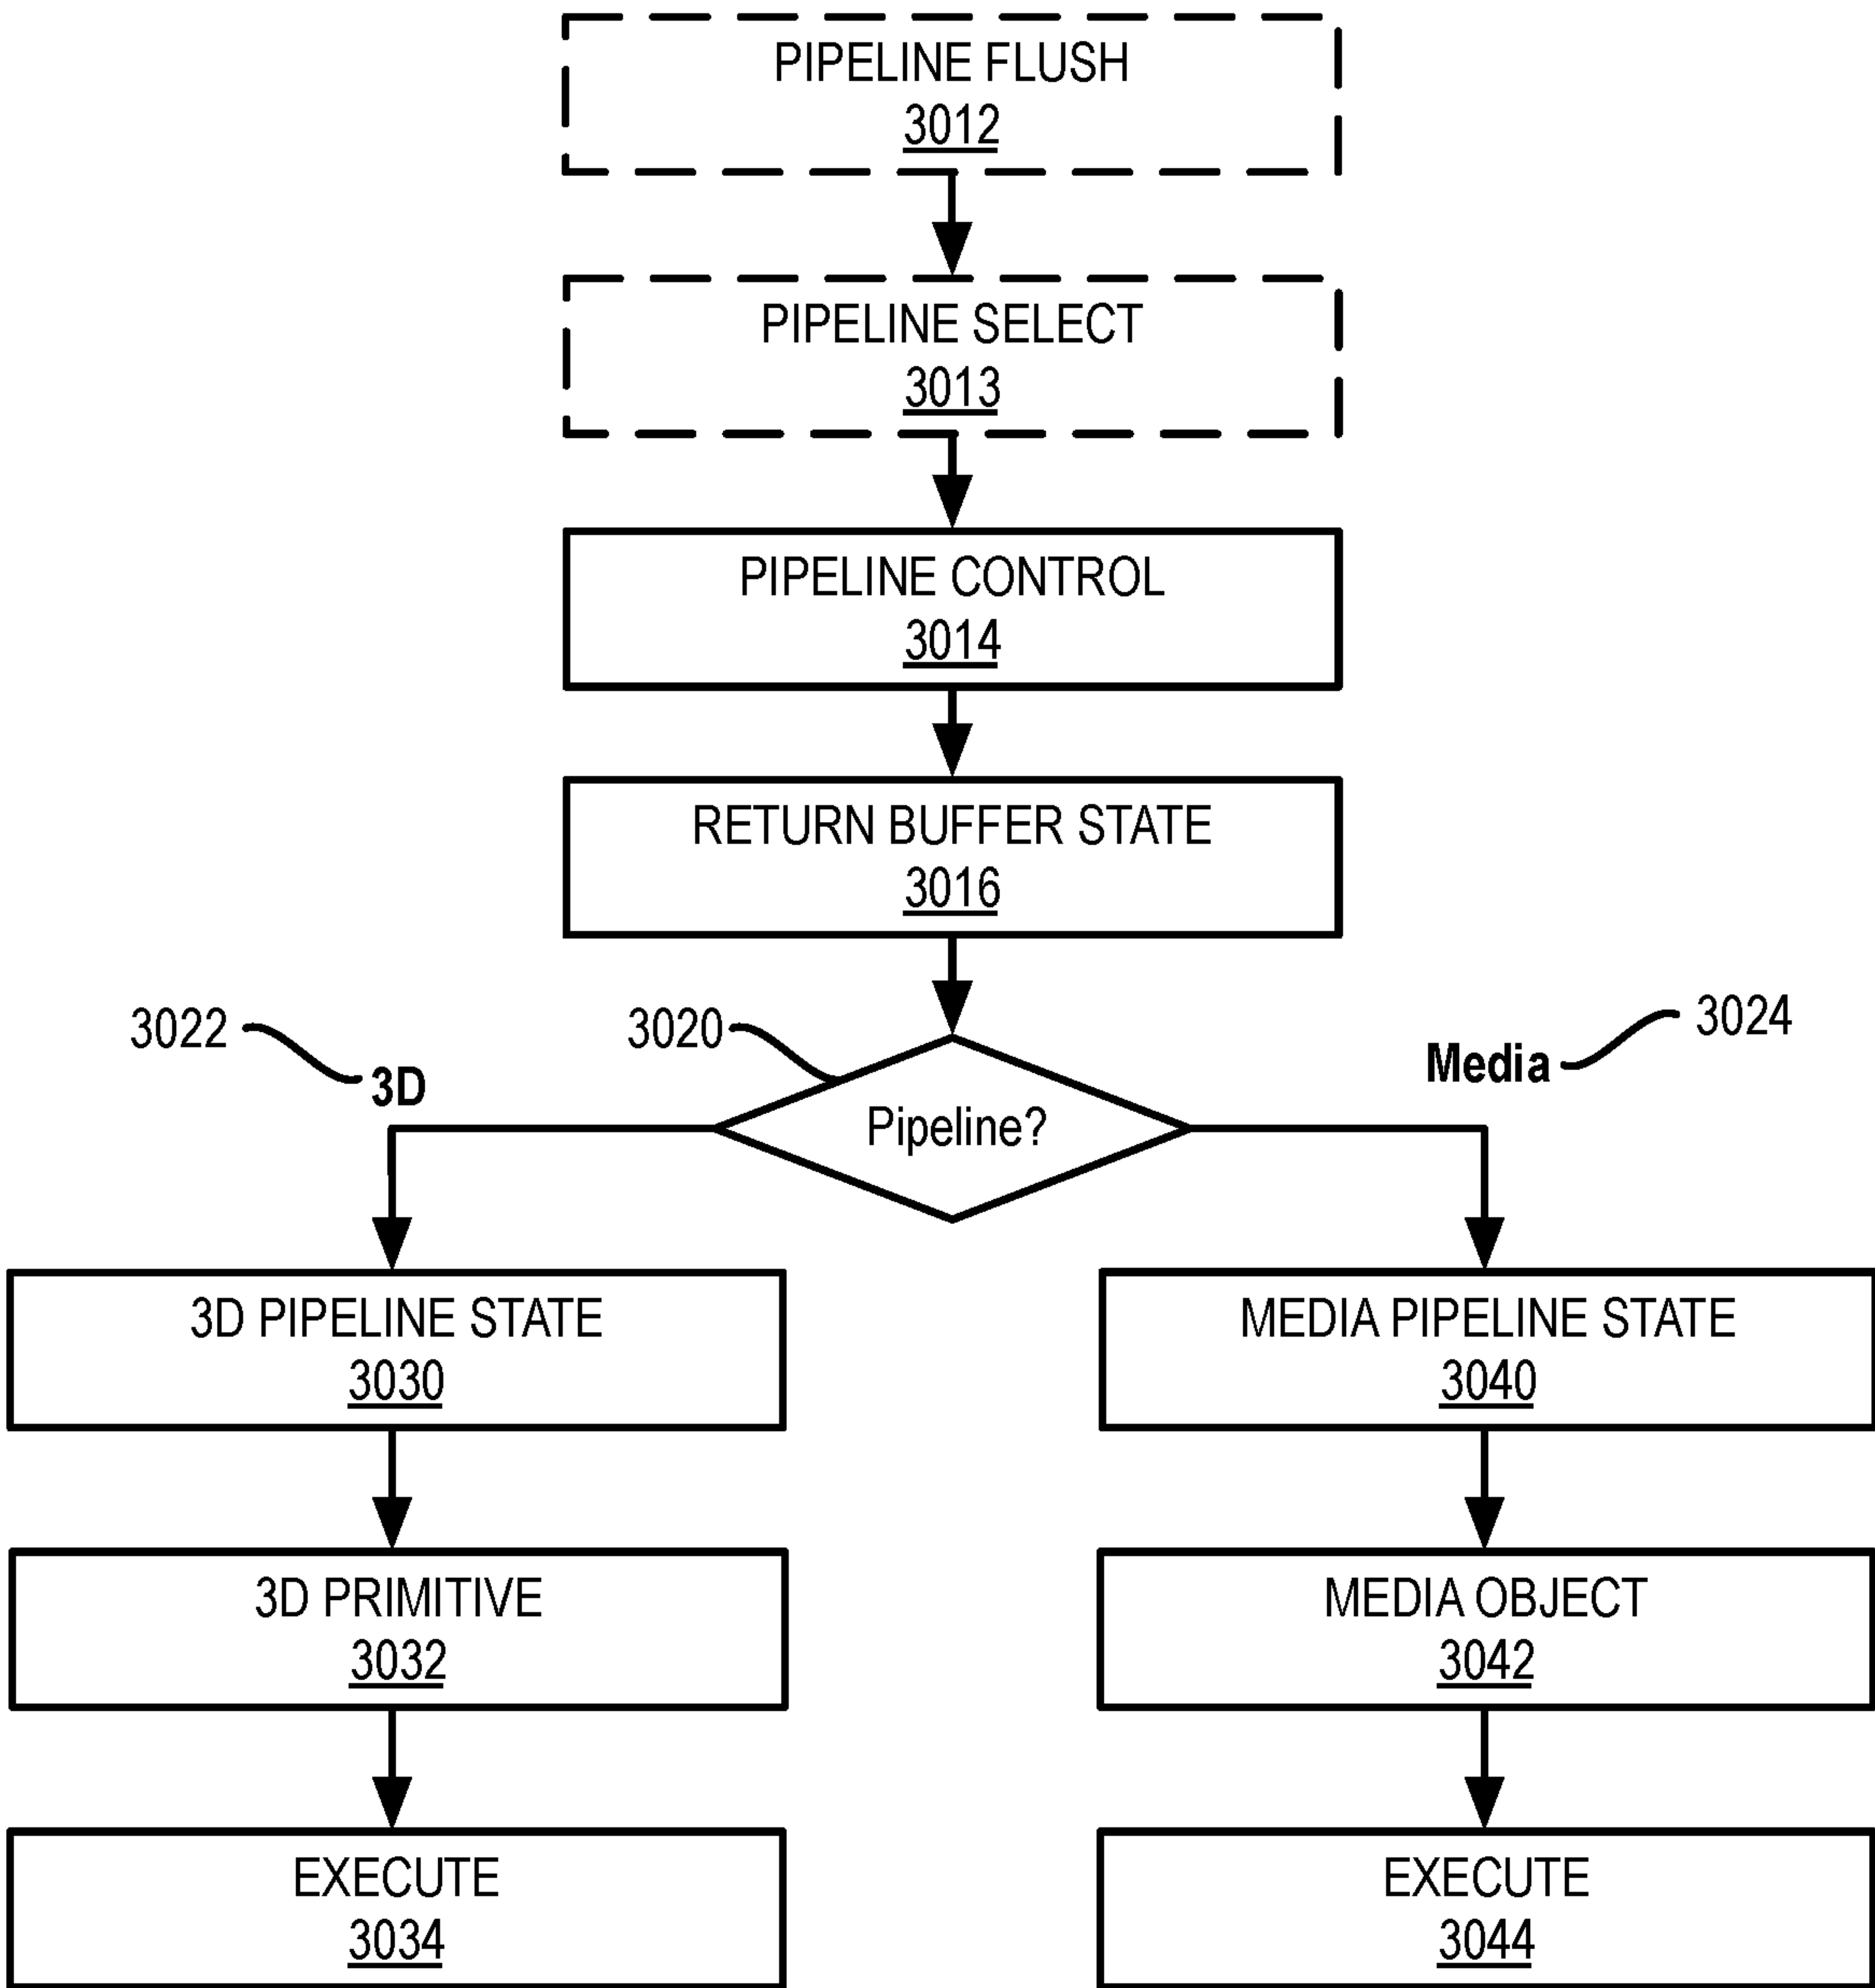 PIPELINE FLUSH
3012
PIPELINE SELECT
3013
PIPELINE CONTROL
3014
RETURN BUFFER STATE
3016
3022
3D
3020
Pipeline?
Media
3024
3D PIPELINE STATE
3030
3D PRIMITIVE
3032
EXECUTE
3034
MEDIA PIPELINE STATE
3040
MEDIA OBJECT
3042
EXECUTE
3044